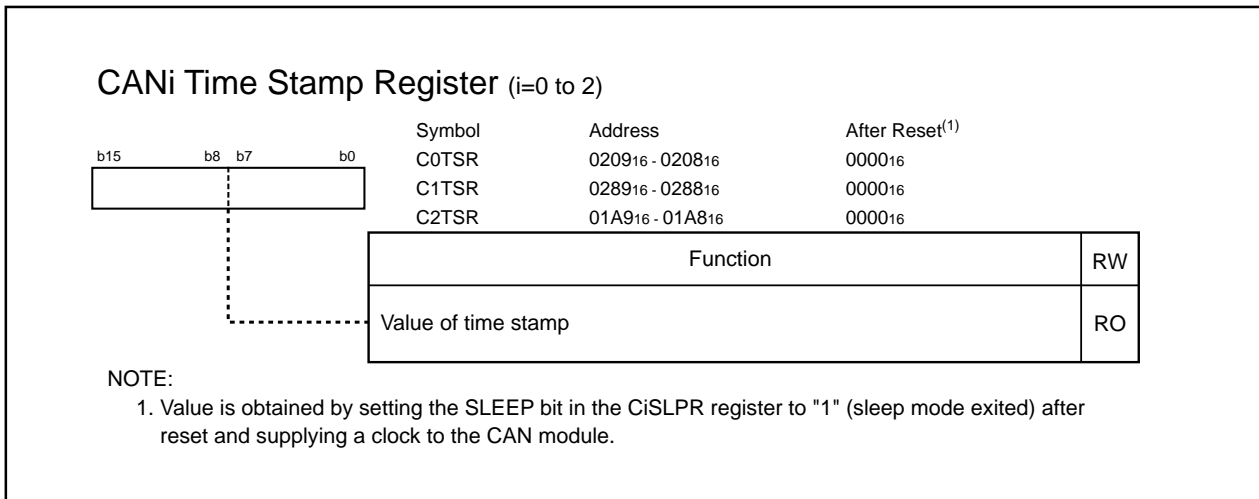 CANi Time Stamp Register (i=0 to 2)
Symbol Address After Reset(1)
b15 b8 b7 b0 C0TSR 020916 - 020816 000016
C1TSR 028916 - 028816 000016
C2TSR 01A916 - 01A816 000016
Function RW
Value of time stamp RO
NOTE:
1. Value is obtained by setting the SLEEP bit in the CiSLPR register to "1" (sleep mode exited) after
reset and supplying a clock to the CAN module.